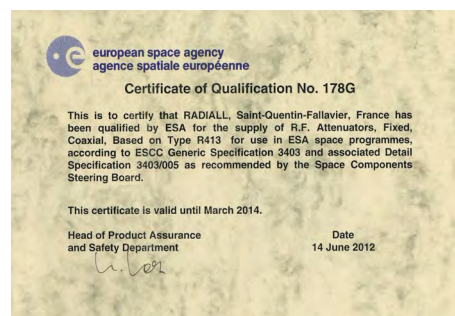 european space agency
agence spatiale européenne
Certificate of Qualification No. 178G
This is to certify that RADIALL, Saint-Quentin-Fallavier, France has
been qualified by ESA for the supply of R.F. Attenuators, Fixed,
Coaxial, Based on Type R413 for use in ESA space programmes,
according to ESCC Generic Specification 3403 and associated Detail
Specification 3403/005 as recommended by the Space Components
Steering Board.
This certificate is valid until March 2014.
Head of Product Assurance
and Safety Department
Date
14 June 2012